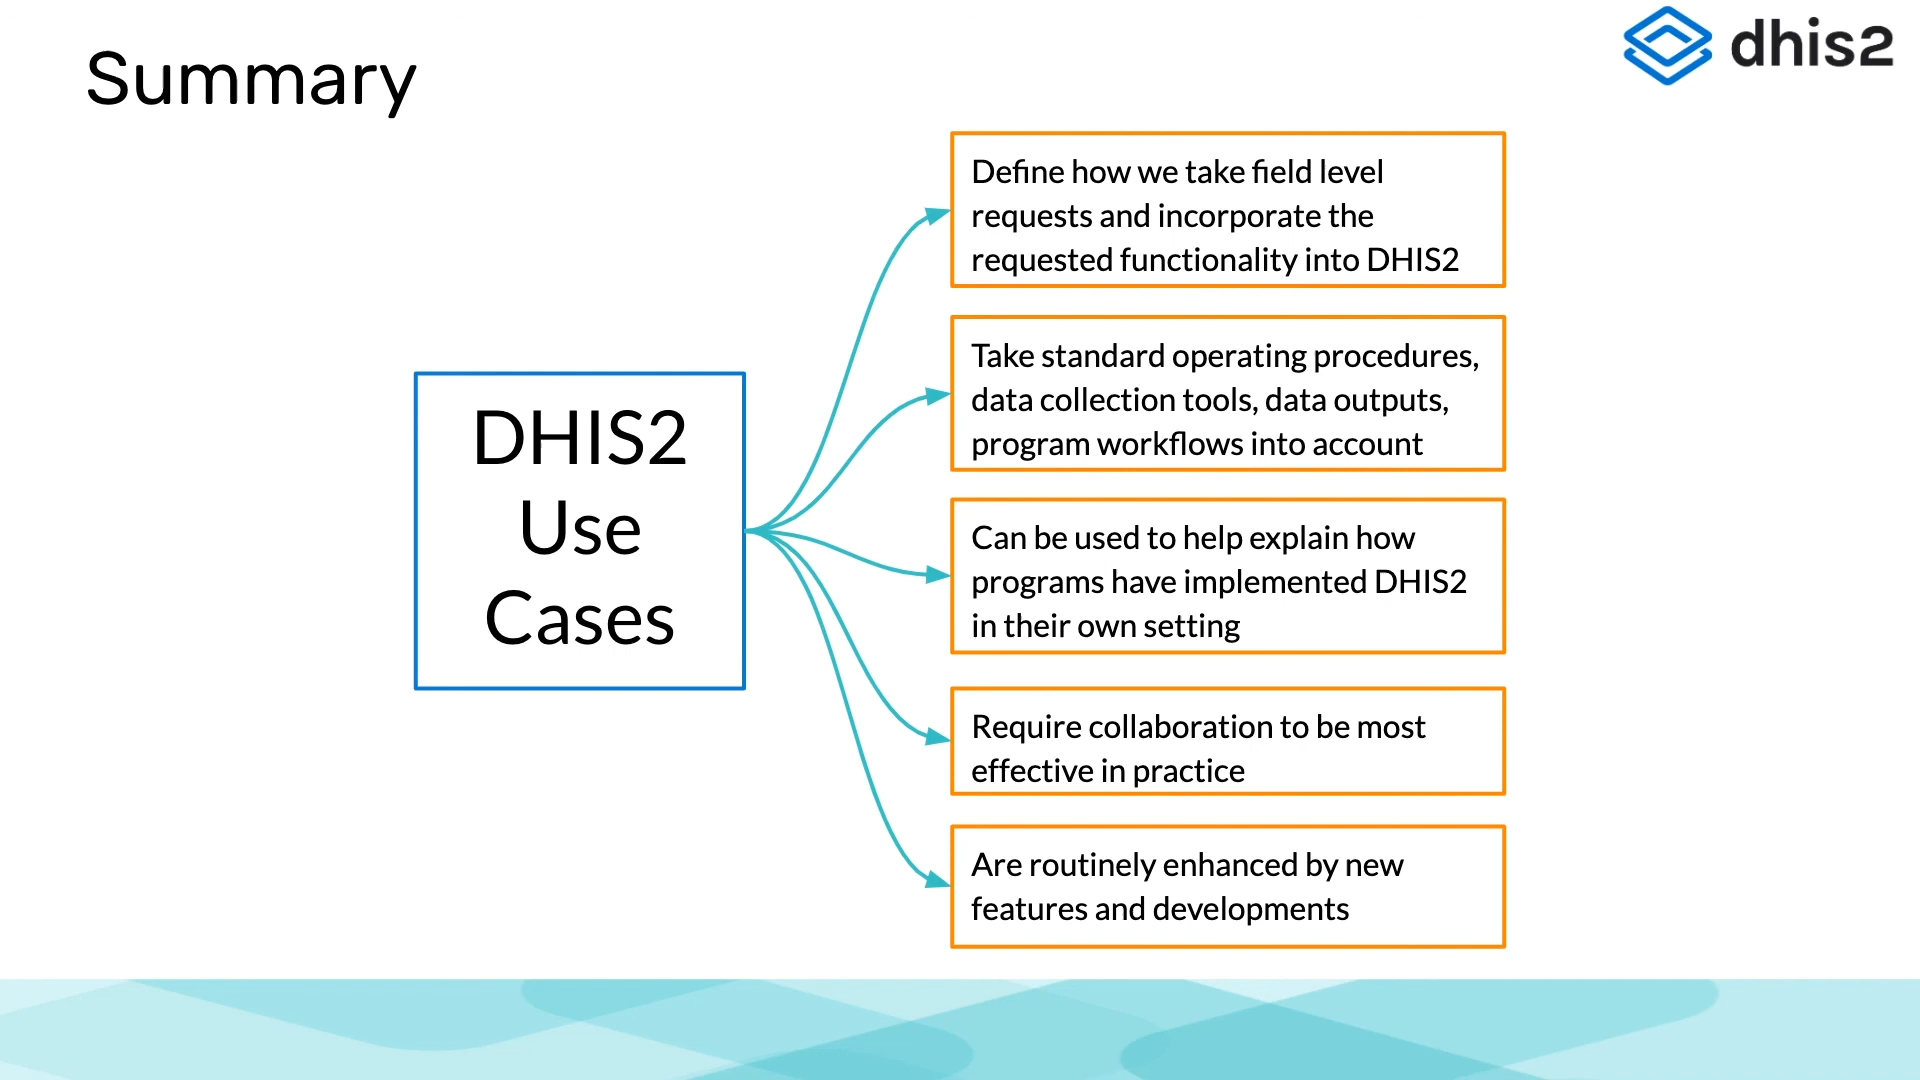 Summary
dhis2
DHIS2
Use
Cases
Define how we take field level
requests and incorporate the
requested functionality into DHIS2
Take standard operating procedures,
data collection tools, data outputs,
program workflows into account
Can be used to help explain how
programs have implemented DHIS2
in their own setting
Require collaboration to be most
effective in practice
Are routinely enhanced by new
features and developments